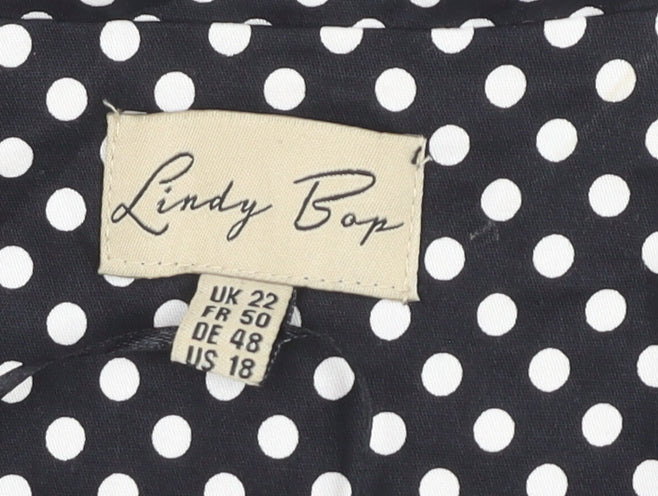 Lindy Bop
UK 22
FR 50
DE 48
US 18